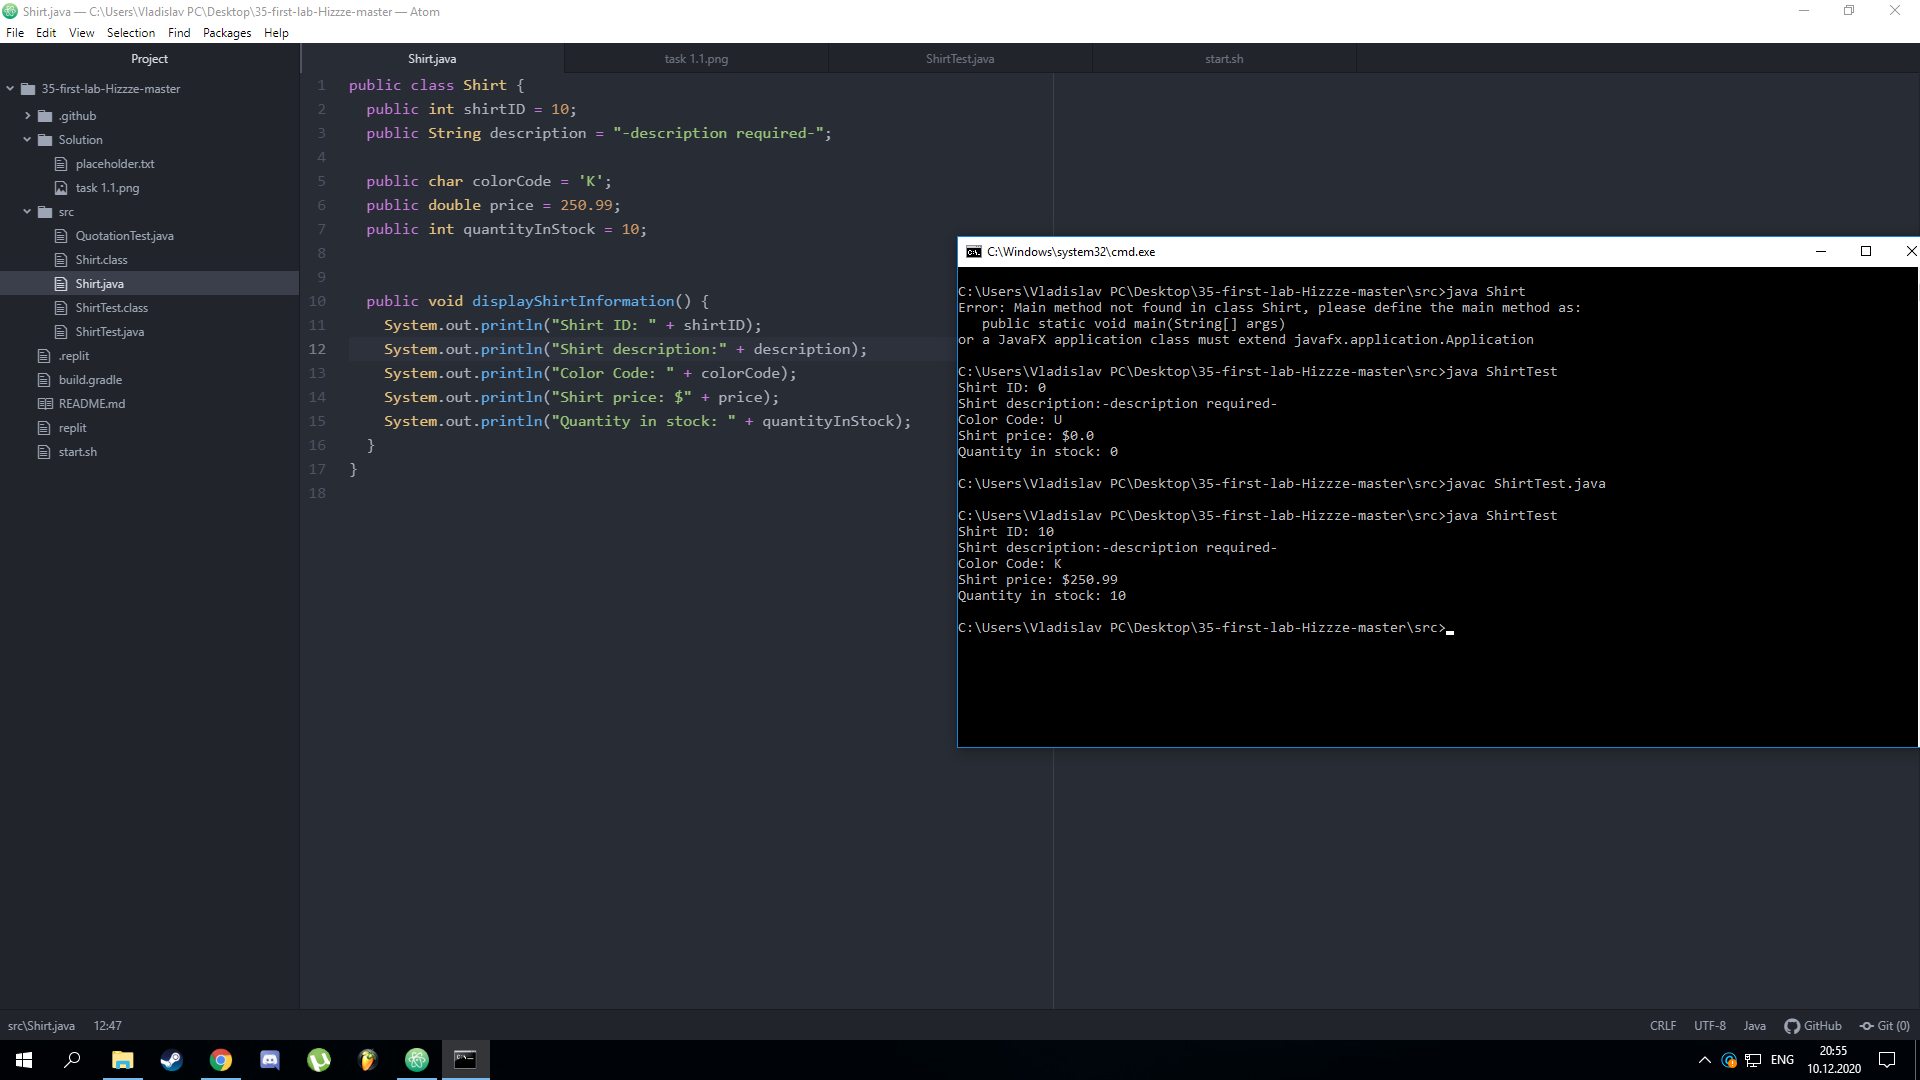 Shirt.java — C:\Users\Vladislav PC\Desktop\35-first-lab-Hizzze-master — Atom
File Edit View Selection Find Packages Help
Project
35-first-lab-Hizzze-master
.github
Solution
placeholder.txt
task 1.1.png
src
QuotationTest.java
Shirt.class
Shirt.java
ShirtTest.class
ShirtTest.java
.replit
build.gradle
README.md
replit
start.sh
Shirt.java task 1.1.png ShirtTest.java start.sh
1 public class Shirt {
2 public int shirtID = 10;
3 public String description = "-description required-";
4
5 public char colorCode = 'K';
6 public double price = 250.99;
7 public int quantityInStock = 10;
8
9
10 public void displayShirtInformation() {
11 System.out.println("Shirt ID: " + shirtID);
12 System.out.println("Shirt description:" + description);
13 System.out.println("Color Code: " + colorCode);
14 System.out.println("Shirt price: $" + price);
15 System.out.println("Quantity in stock: " + quantityInStock);
16 }
17 }
18
C:\Windows\system32\cmd.exe
C:\Users\Vladislav PC\Desktop\35-first-lab-Hizzze-master\src>java Shirt
Error: Main method not found in class Shirt, please define the main method as:
public static void main(String[] args)
or a JavaFX application class must extend javafx.application.Application
C:\Users\Vladislav PC\Desktop\35-first-lab-Hizzze-master\src>java ShirtTest
Shirt ID: 0
Shirt description:-description required-
Color Code: U
Shirt price: $0.0
Quantity in stock: 0
C:\Users\Vladislav PC\Desktop\35-first-lab-Hizzze-master\src>javac ShirtTest.java
C:\Users\Vladislav PC\Desktop\35-first-lab-Hizzze-master\src>java ShirtTest
Shirt ID: 10
Shirt description:-description required-
Color Code: K
Shirt price: $250.99
Quantity in stock: 10
C:\Users\Vladislav PC\Desktop\35-first-lab-Hizzze-master\src>
src\Shirt.java 12:47
CRLF UTF-8 Java GitHub Git (0)
ENG
20:55
10.12.2020